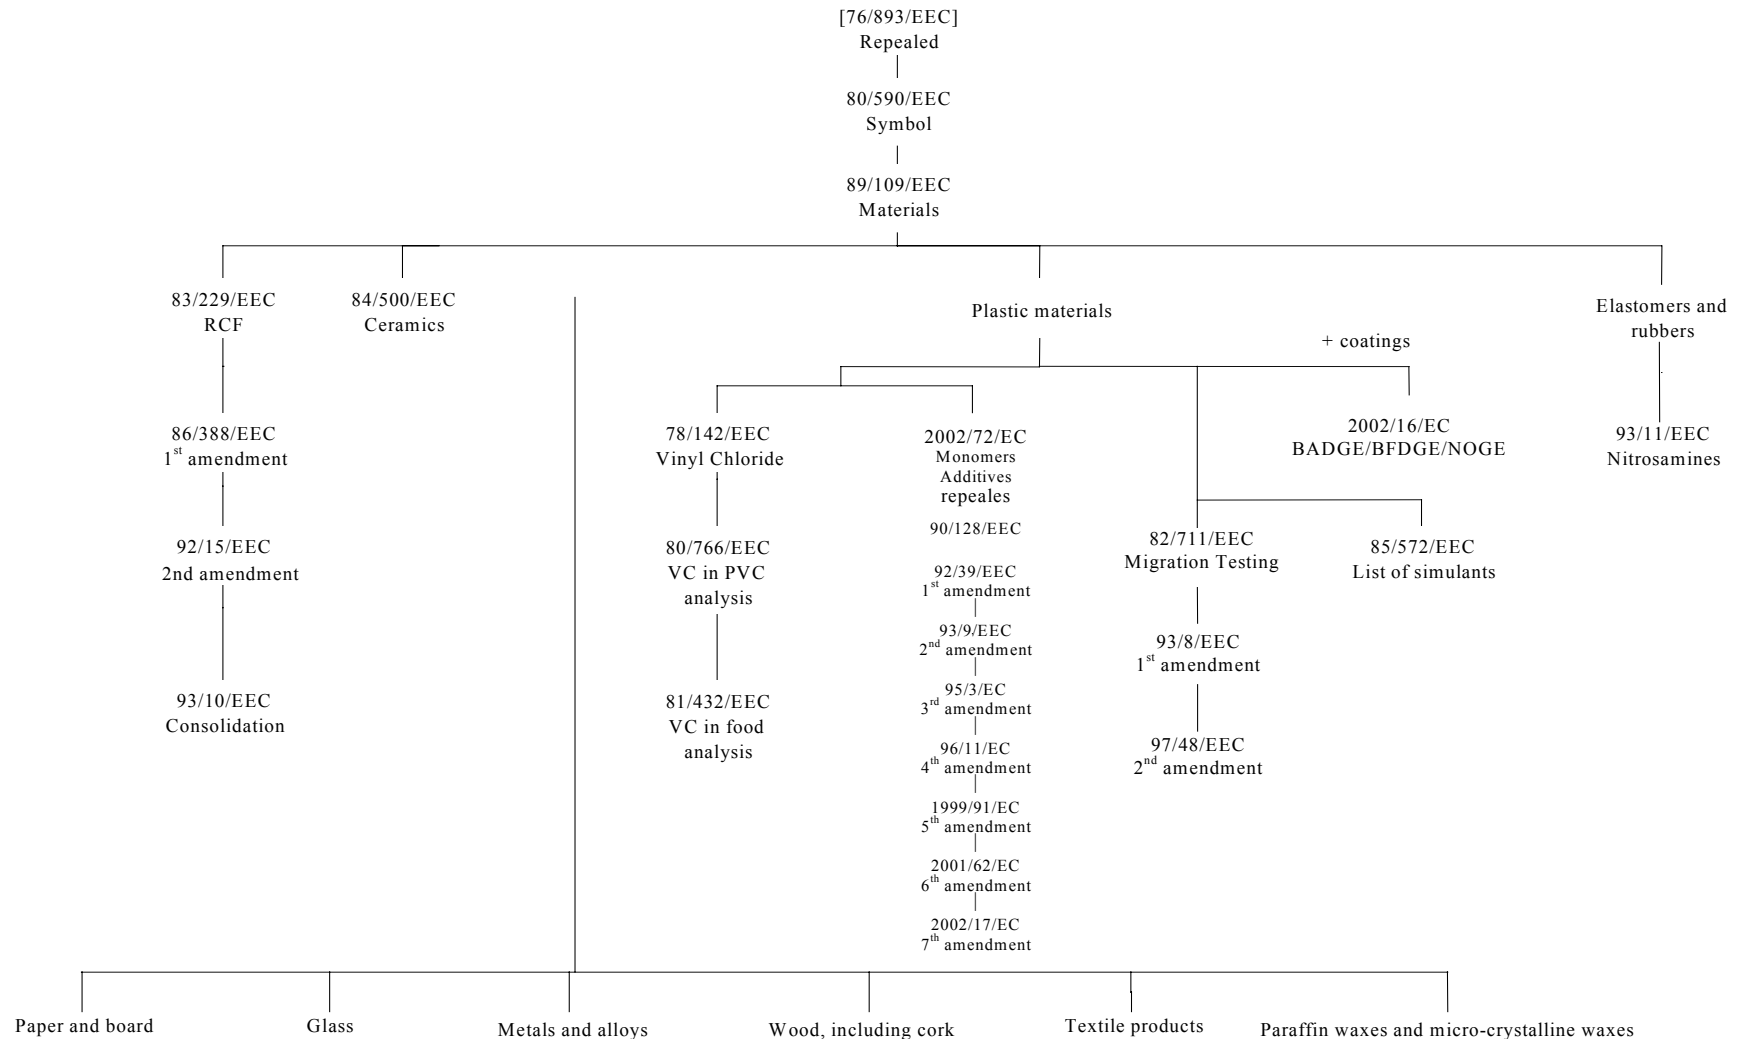 [76/893/EEC]
Repealed
80/590/EEC
Symbol
89/109/EEC
Materials
83/229/EEC
RCF
86/388/EEC
1st amendment
92/15/EEC
2nd amendment
93/10/EEC
Consolidation
84/500/EEC
Ceramics
Plastic materials
+ coatings
78/142/EEC
Vinyl Chloride
80/766/EEC
VC in PVC
analysis
81/432/EEC
VC in food
analysis
2002/72/EC
Monomers
Additives
repeales
90/128/EEC
92/39/EEC
1st amendment
93/9/EEC
2nd amendment
95/3/EC
3rd amendment
96/11/EC
4th amendment
1999/91/EC
5th amendment
2001/62/EC
6th amendment
2002/17/EC
7th amendment
82/711/EEC
Migration Testing
93/8/EEC
1st amendment
97/48/EEC
2nd amendment
85/572/EEC
List of simulants
2002/16/EC
BADGE/BFDGE/NOGE
Elastomers and
rubbers
93/11/EEC
Nitrosamines
Paper and board
Glass
Metals and alloys
Wood, including cork
Textile products
Paraffin waxes and micro-crystalline waxes